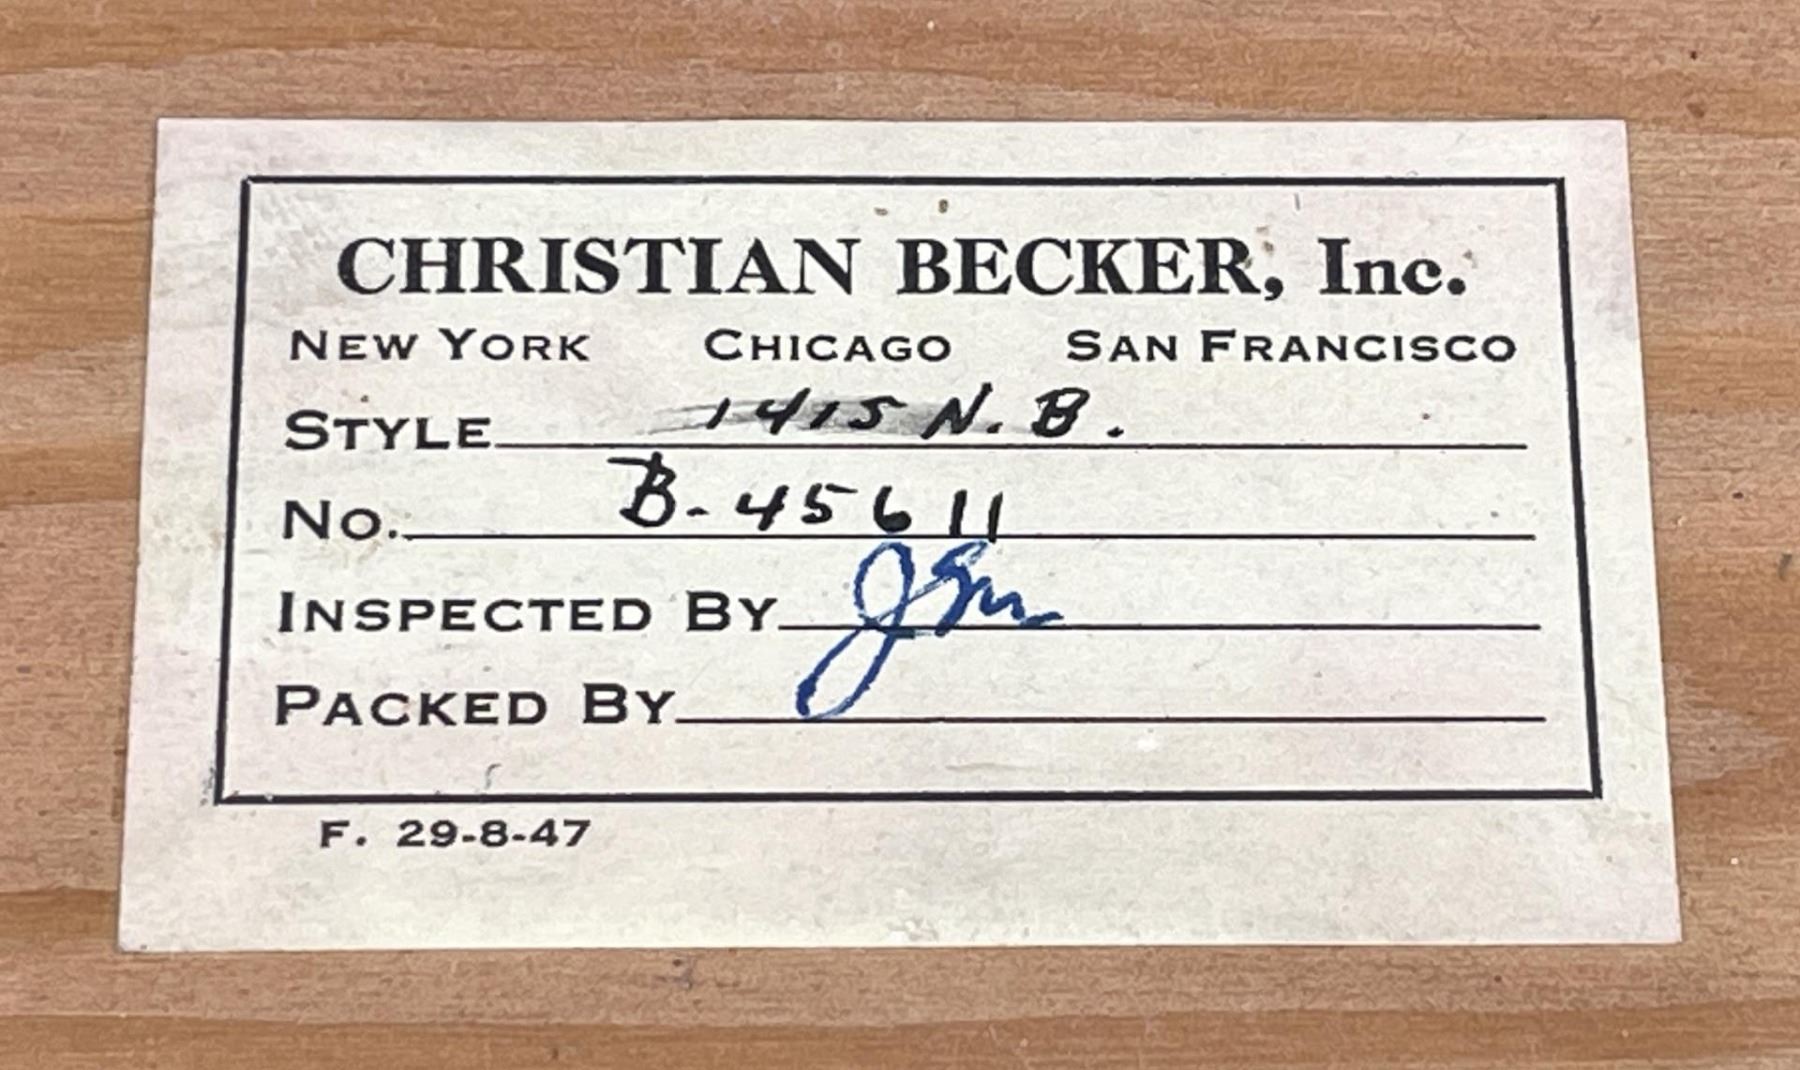 CHRISTIAN BECKER, Inc.
NEW YORK CHICAGO SAN FRANCISCO
STYLE 1415 N. B.
No. B-45611
INSPECTED BY
PACKED BY
F. 29-8-47